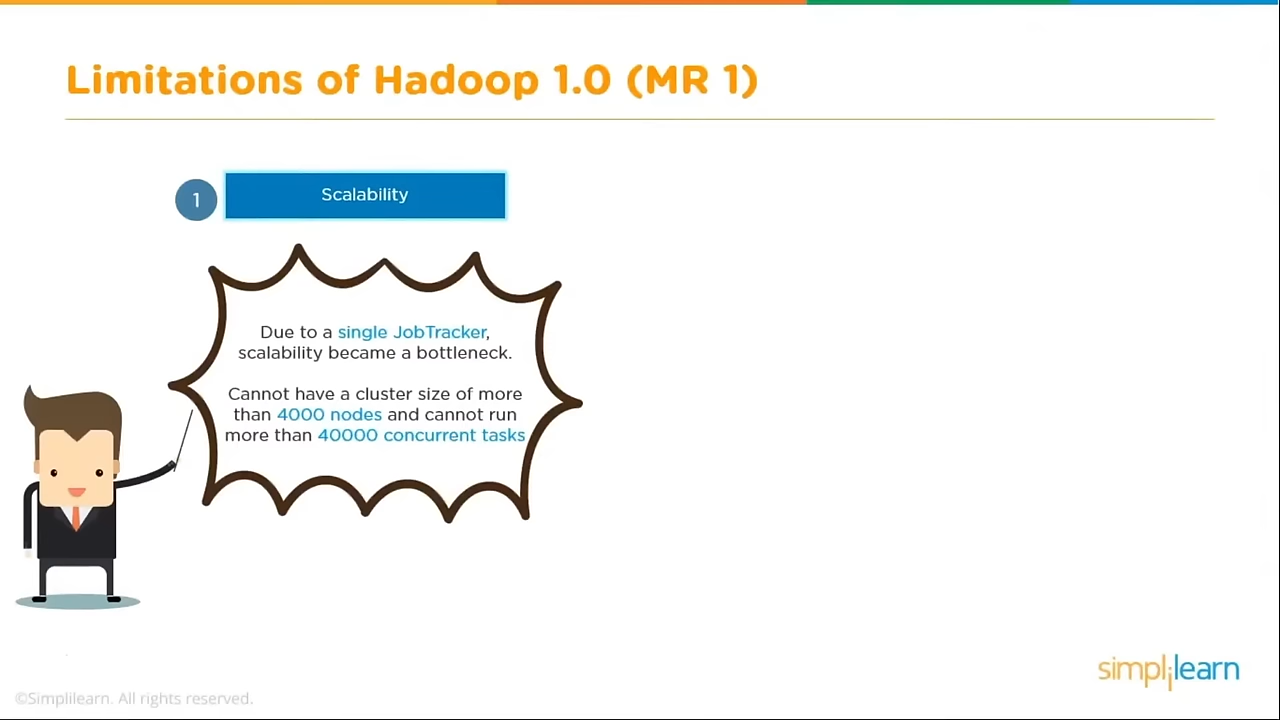 Limitations of Hadoop 1.0 (MR 1)
1
Scalability
Due to a single JobTracker,
scalability became a bottleneck.
Cannot have a cluster size of more
than 4000 nodes and cannot run
more than 40000 concurrent tasks
simplilearn
©Simplilearn. All rights reserved.